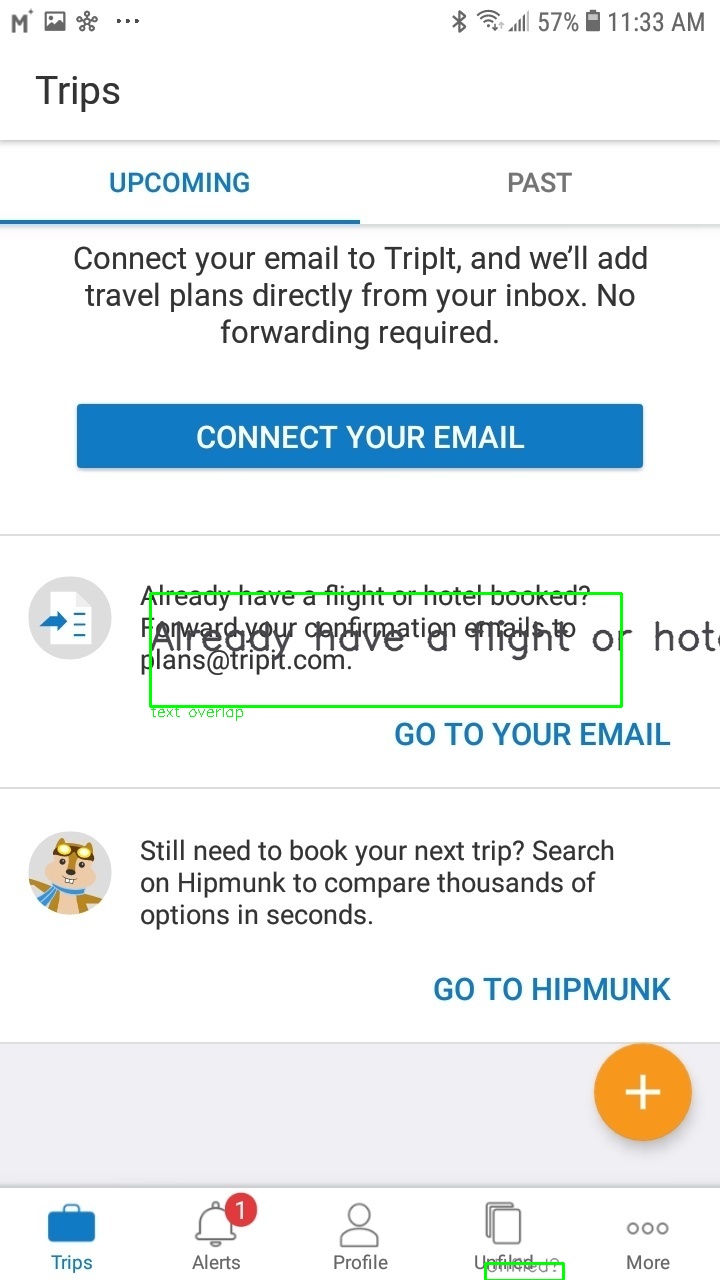 57% 11:33 AM
Trips
UPCOMING PAST
Connect your email to TripIt, and we'll add
travel plans directly from your inbox. No
forwarding required.
CONNECT YOUR EMAIL
Already have a flight or hotel booked?
Forward your confirmation emails to
Already have a flight or hote
plans@tripit.com.
text overlap
GO TO YOUR EMAIL
Still need to book your next trip? Search
on Hipmunk to compare thousands of
options in seconds.
GO TO HIPMUNK
1
Trips Alerts Profile Unfiled More